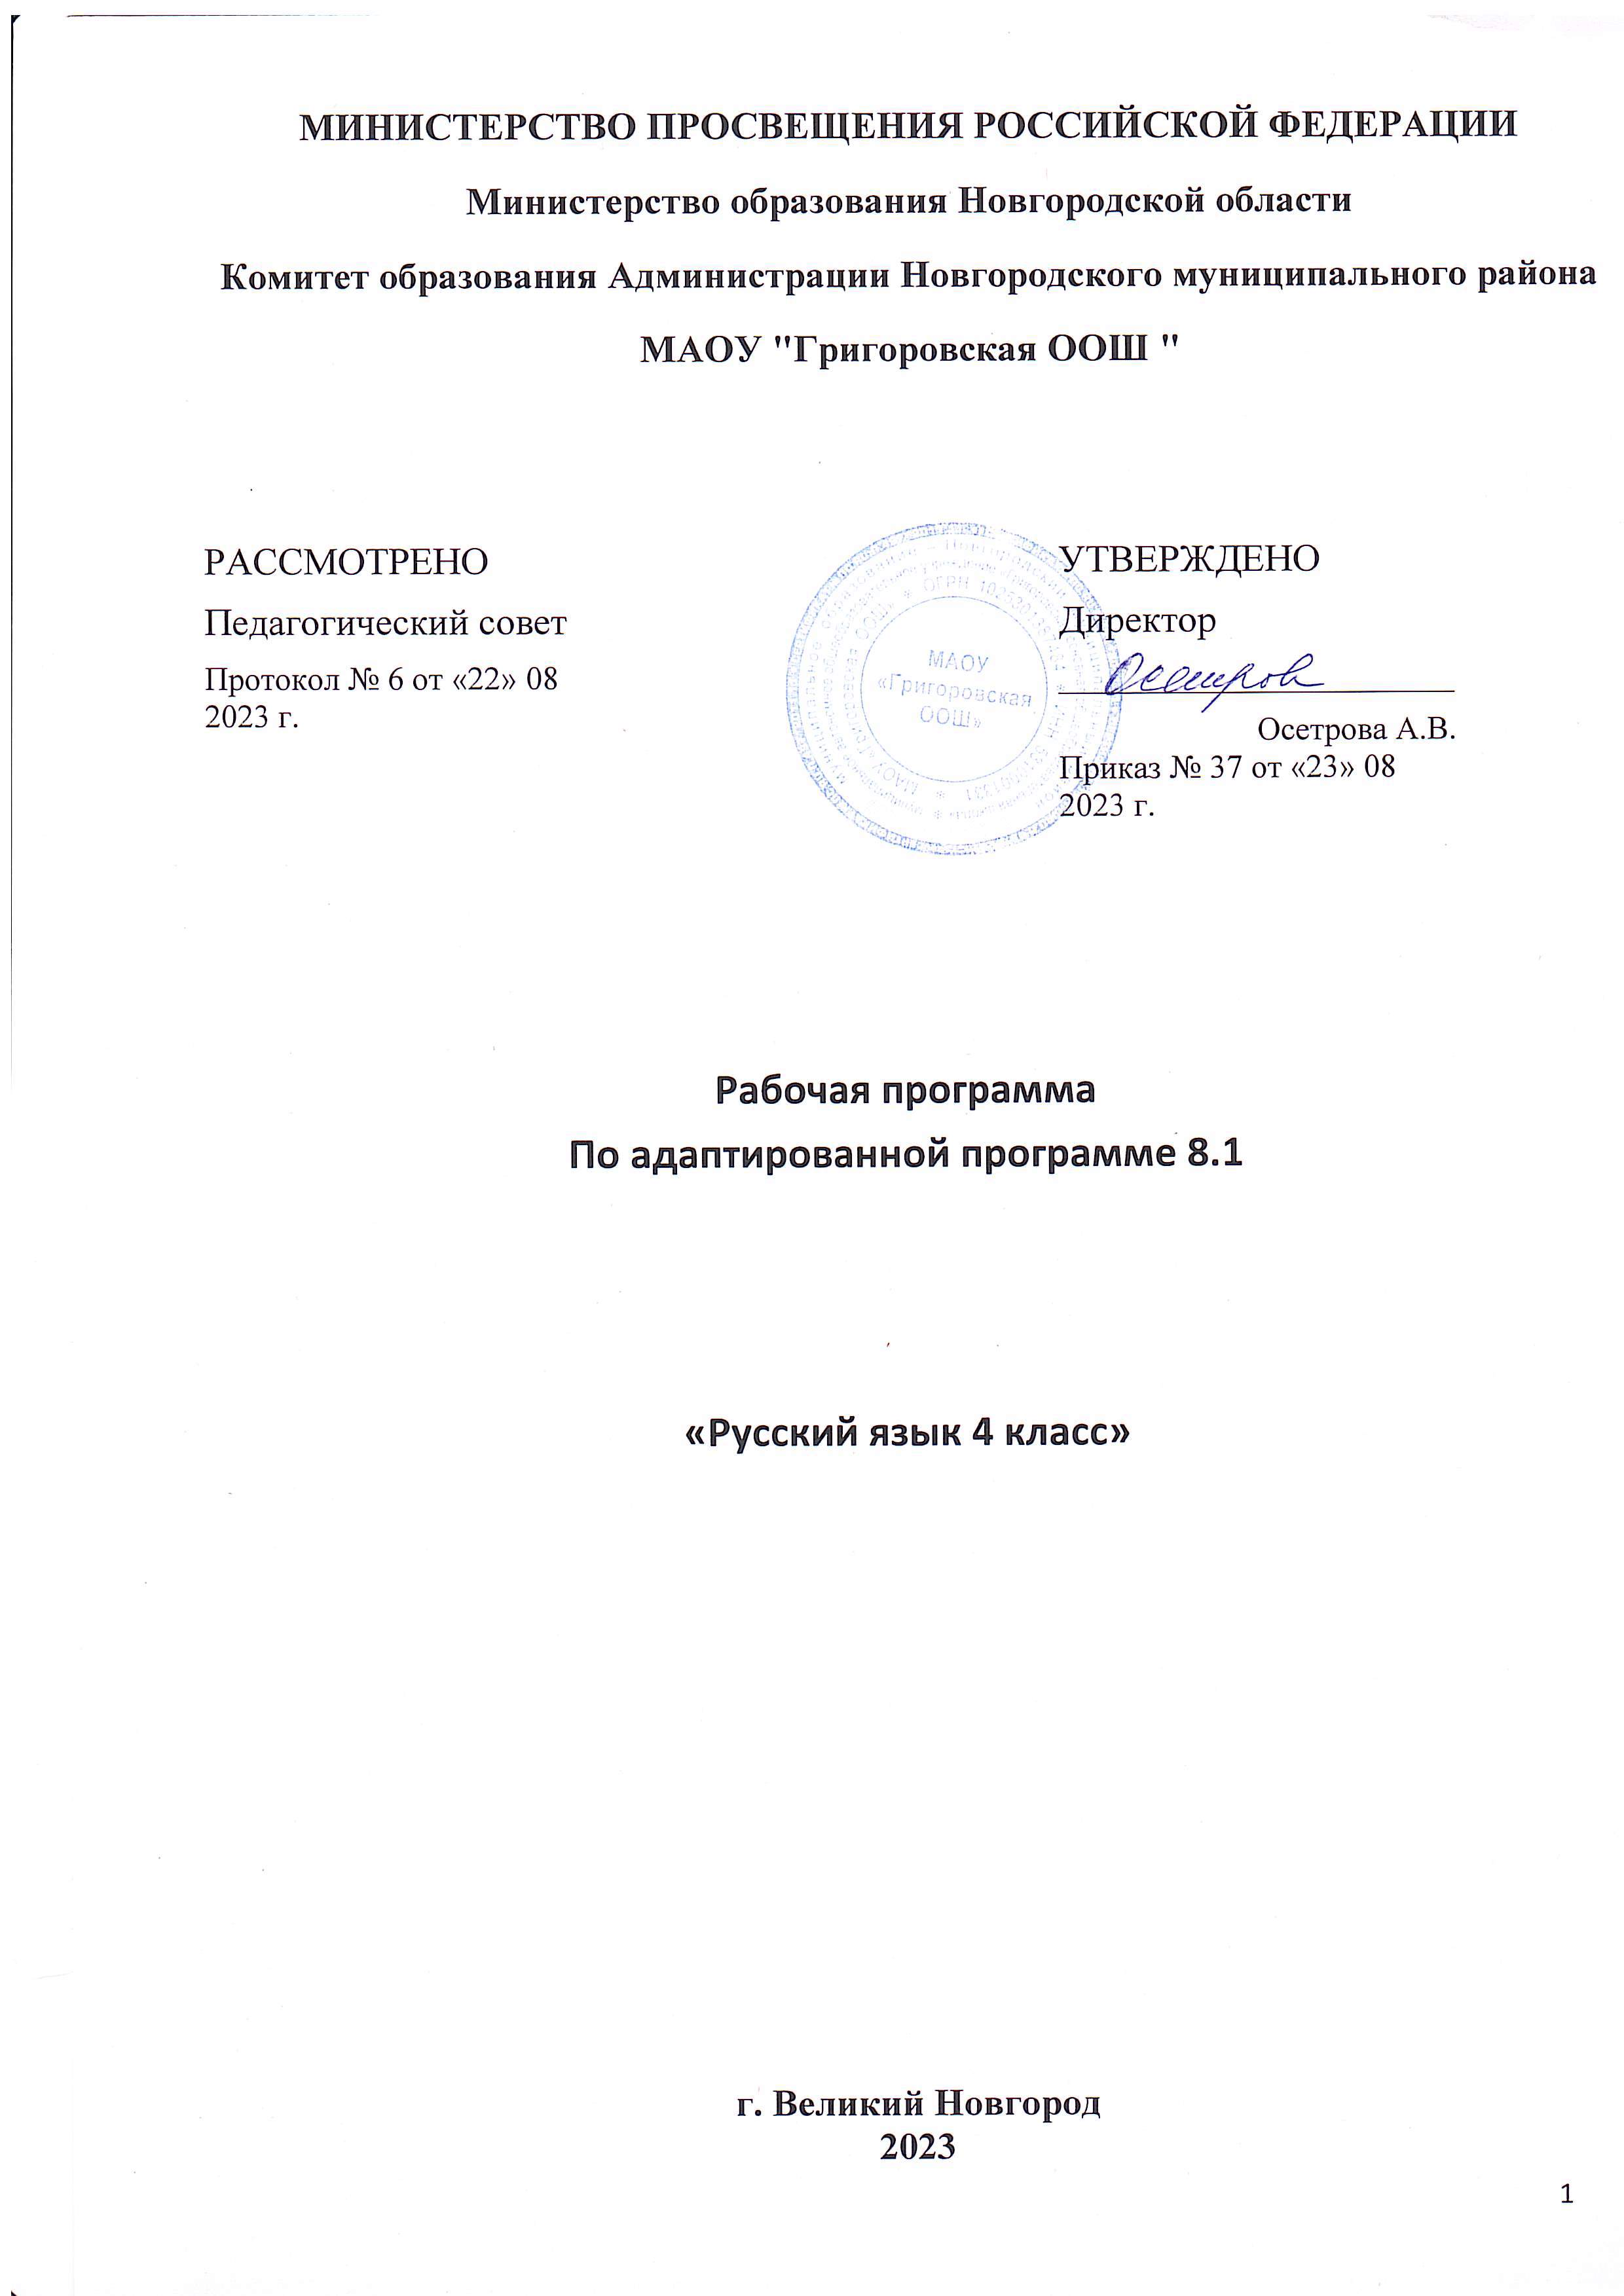 МИНИСТЕРСТВО ПРОСВЕЩЕНИЯ РОССИЙСКОЙ ФЕДЕРАЦИИ
Министерство образования Новгородской области
Комитет образования Администрации Новгородского муниципального района
МАОУ "Григоровская ООШ "
РАССМОТРЕНО
Педагогический совет
Протокол № 6 от «22» 08
2023 г.
МАОУ
«Григоровская
ООШ»
УТВЕРЖДЕНО
Директор
Осетрова А.В.
Приказ № 37 от «23» 08
2023 г.
Рабочая программа
По адаптированной программе 8.1
«Русский язык 4 класс»
г. Великий Новгород
2023
1